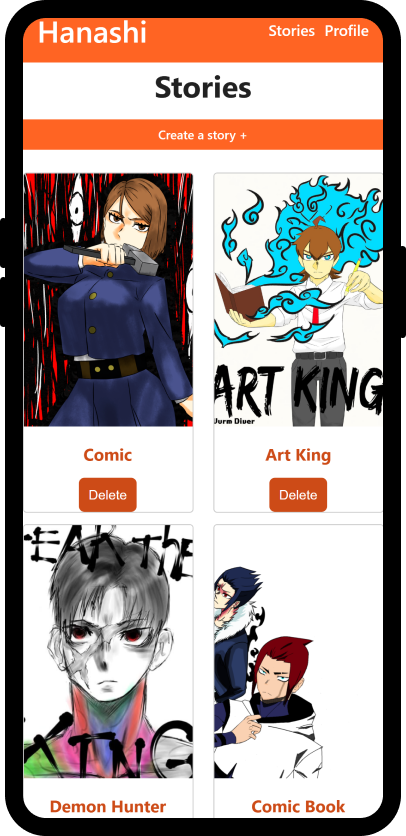 Hanashi
Stories Profile
Stories
Create a story +
ART KING
Jurm Diver
Comic
Art King
Delete
Delete
EAK The
KING
Demon Hunter
Comic Book